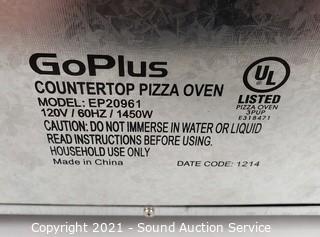 GoPlus
COUNTERTOP PIZZA OVEN
MODEL: EP20961
120V / 60HZ / 1450W
CAUTION: DO NOT IMMERSE IN WATER OR LIQUID
READ INSTRUCTIONS BEFORE USING.
HOUSEHOLD USE ONLY
Made in China
DATE CODE: 1214
UL
LISTED
PIZZA OVEN
3PUP
E318471
Copyright 2021 - Sound Auction Service